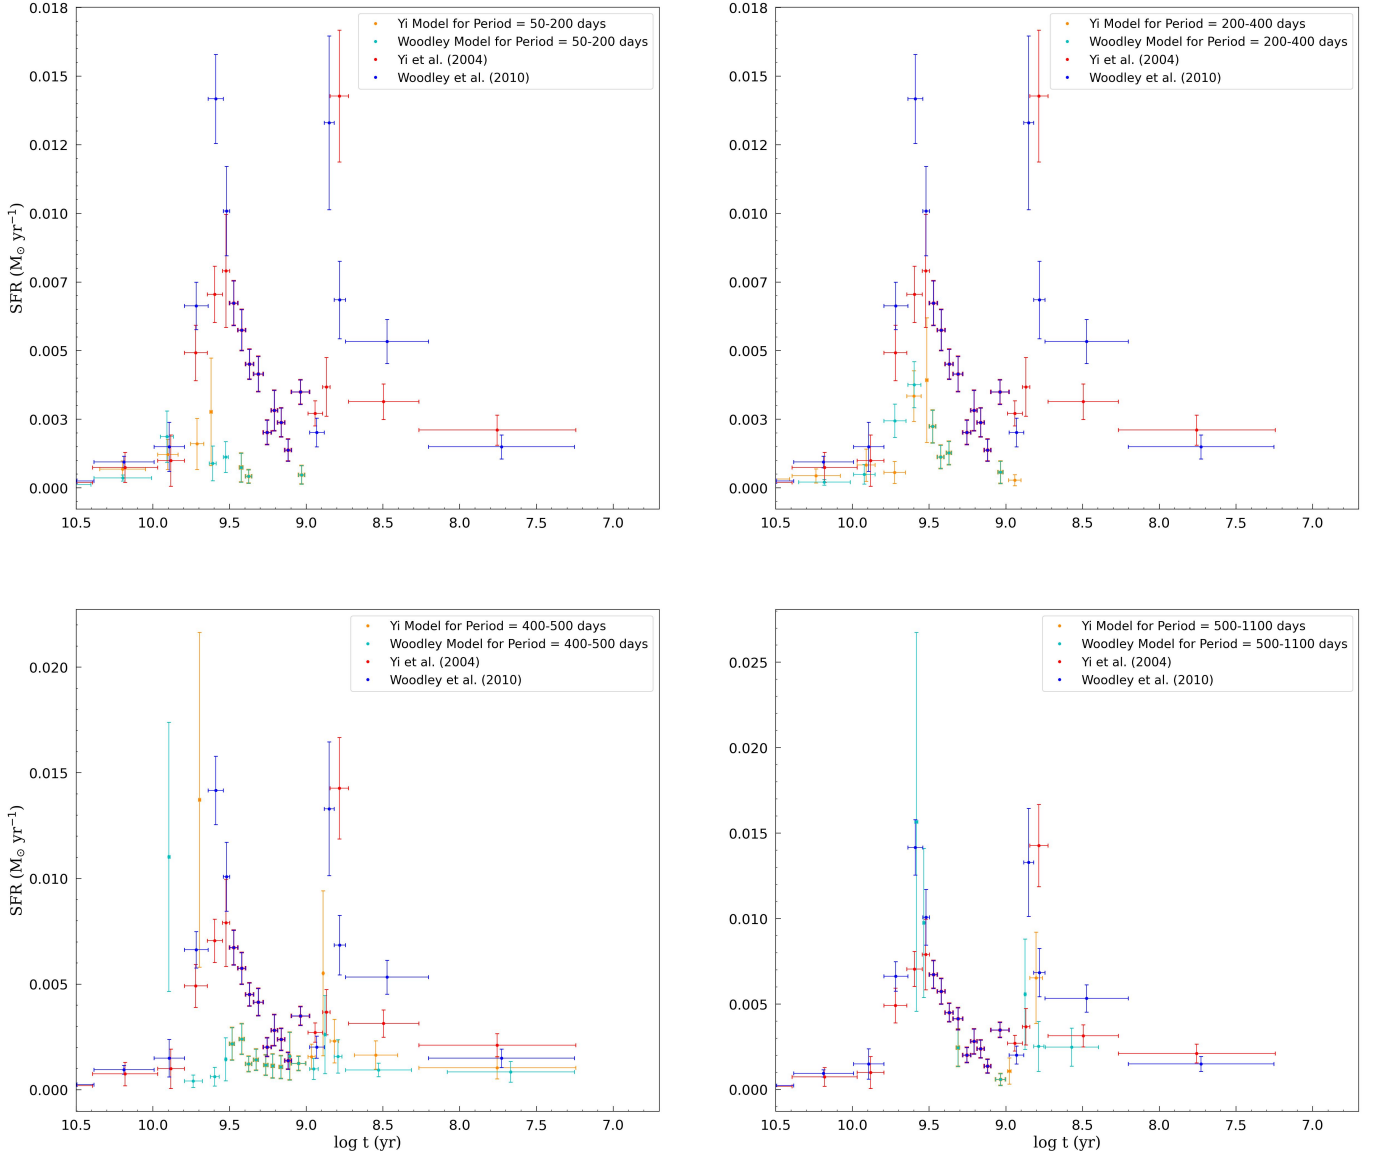 0.018
0.015
0.012
0.010
0.007
0.005
0.003
0.000
SFR (M⊙ yr−1)
Yi Model for Period = 50-200 days
Woodley Model for Period = 50-200 days
Yi et al. (2004)
Woodley et al. (2010)
10.5 10.0 9.5 9.0 8.5 8.0 7.5 7.0
0.018
0.015
0.012
0.010
0.007
0.005
0.003
0.000
Yi Model for Period = 200-400 days
Woodley Model for Period = 200-400 days
Yi et al. (2004)
Woodley et al. (2010)
10.5 10.0 9.5 9.0 8.5 8.0 7.5 7.0
0.020
0.015
0.010
0.005
0.000
SFR (M⊙ yr−1)
Yi Model for Period = 400-500 days
Woodley Model for Period = 400-500 days
Yi et al. (2004)
Woodley et al. (2010)
10.5 10.0 9.5 9.0 8.5 8.0 7.5 7.0
log t (yr)
0.025
0.020
0.015
0.010
0.005
0.000
Yi Model for Period = 500-1100 days
Woodley Model for Period = 500-1100 days
Yi et al. (2004)
Woodley et al. (2010)
10.5 10.0 9.5 9.0 8.5 8.0 7.5 7.0
log t (yr)